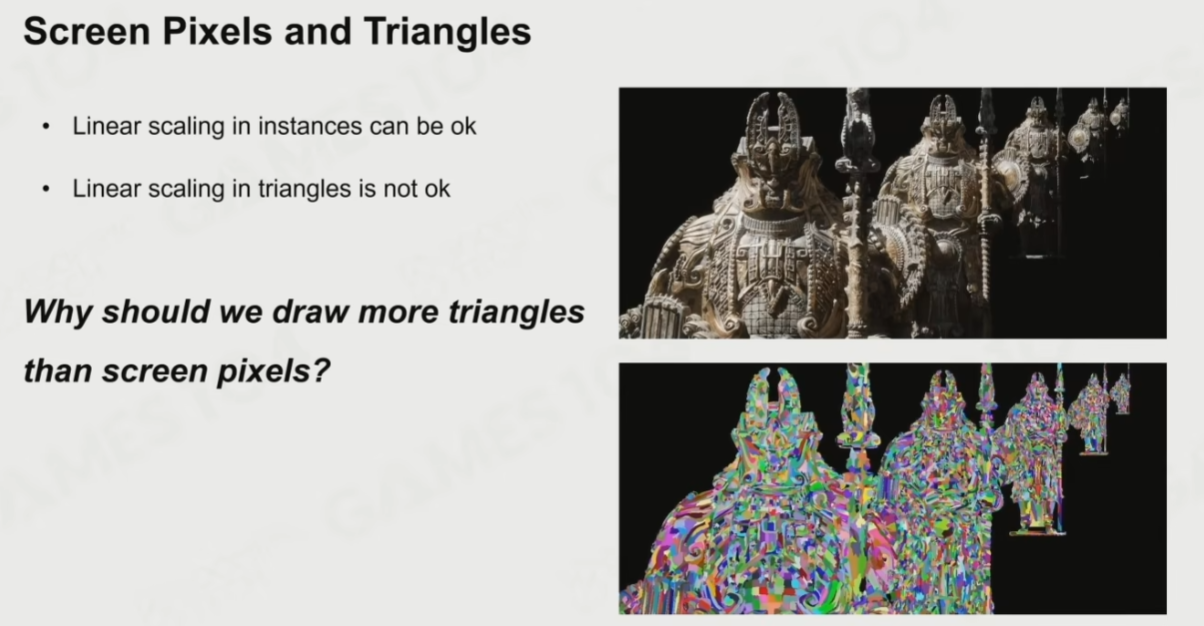 Screen Pixels and Triangles
• Linear scaling in instances can be ok
• Linear scaling in triangles is not ok
Why should we draw more triangles
than screen pixels?
GAMES104